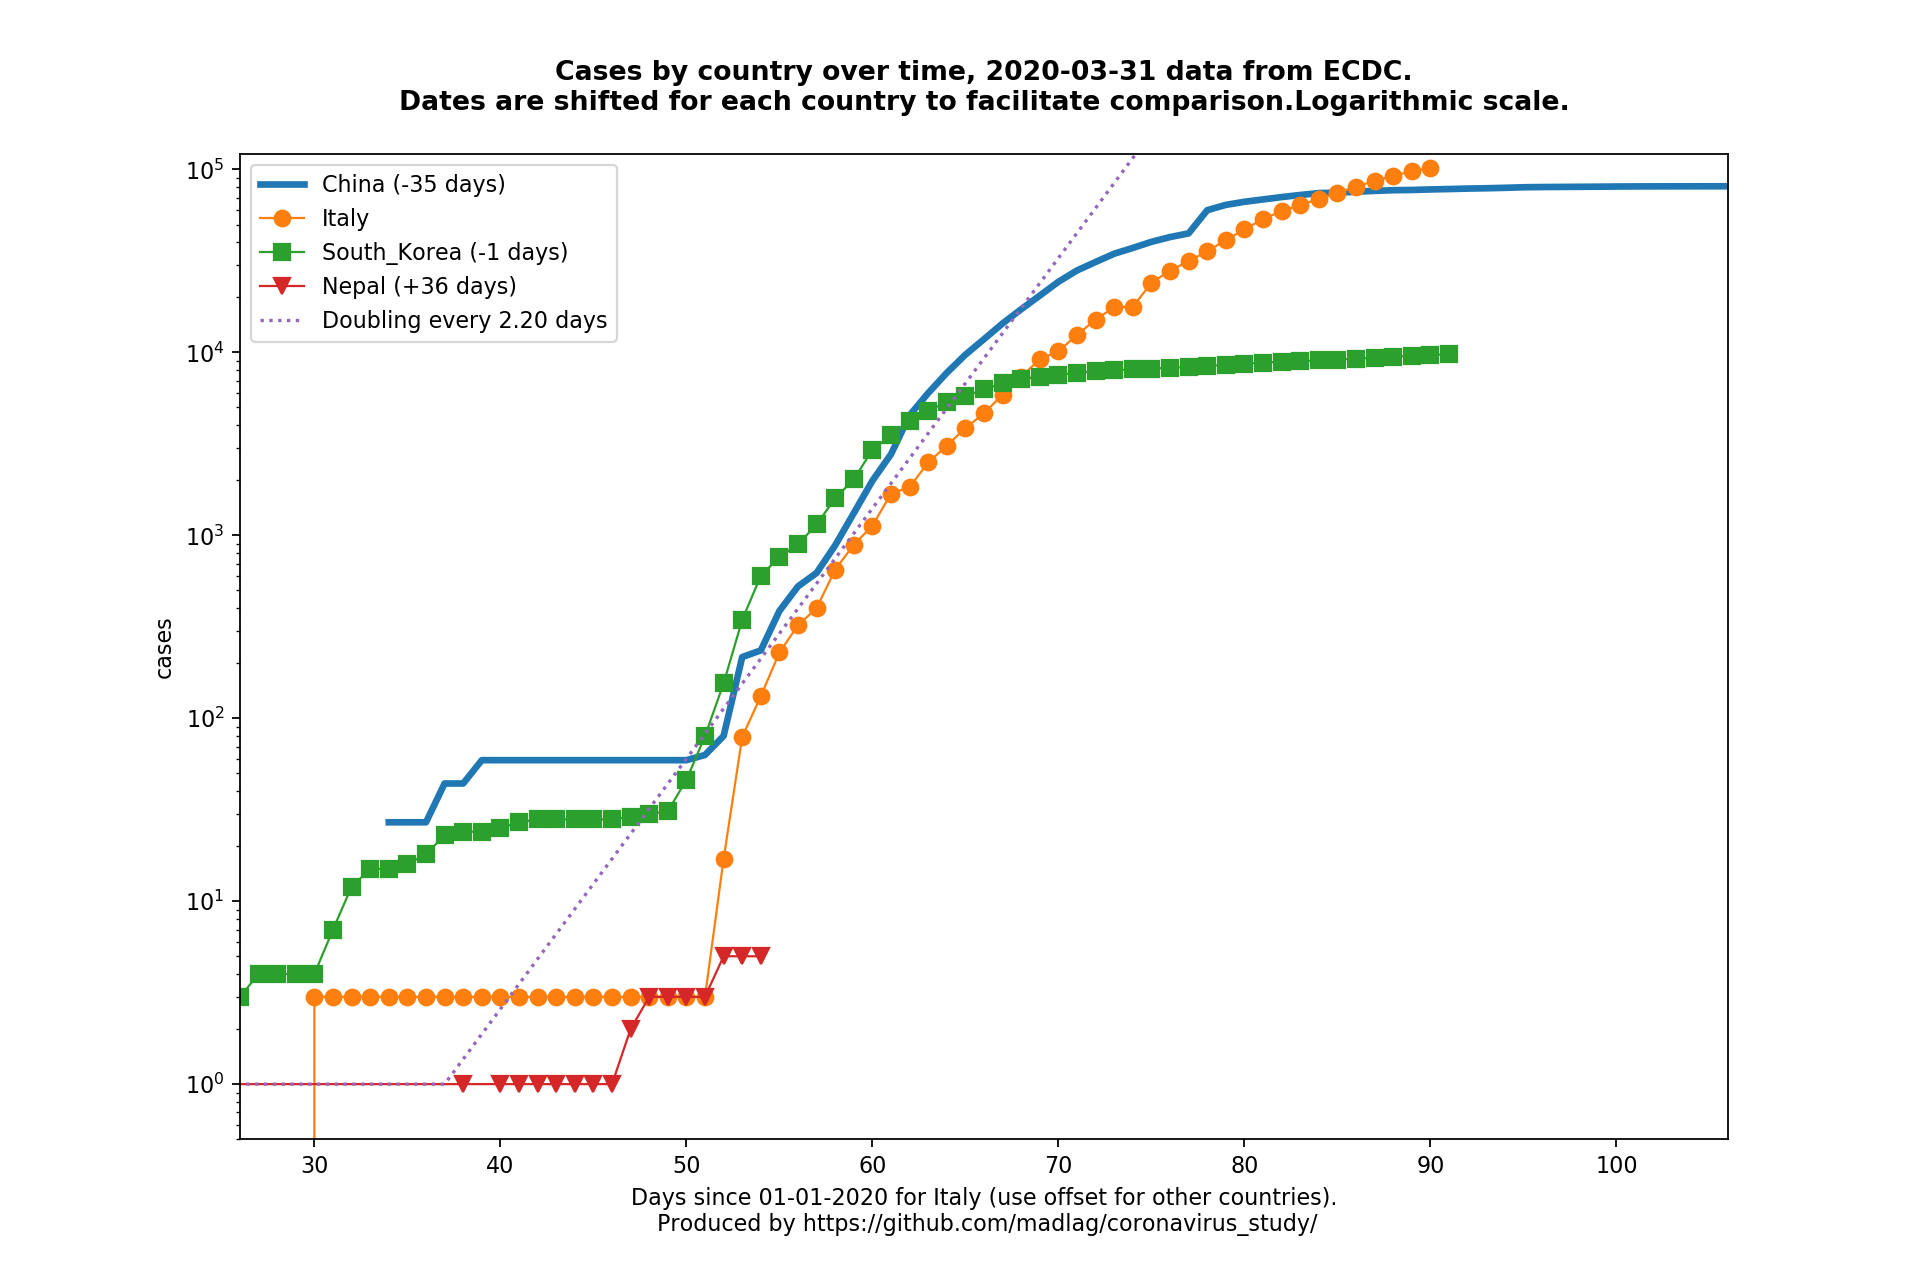 Cases by country over time, 2020-03-31 data from ECDC.
Dates are shifted for each country to facilitate comparison.Logarithmic scale.
China (-35 days)
Italy
South_Korea (-1 days)
Nepal (+36 days)
Doubling every 2.20 days
10^5
10^4
10^3
10^2
10^1
10^0
cases
30 40 50 60 70 80 90 100
Days since 01-01-2020 for Italy (use offset for other countries).
Produced by https://github.com/madlag/coronavirus_study/